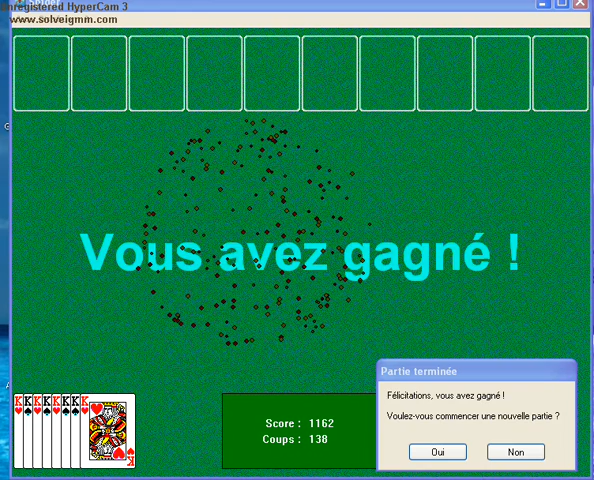 Unregistered HyperCam 3
Spider
www.solveigmm.com
Vous avez gagné !
Partie terminée
Félicitations, vous avez gagné !
Voulez-vous commencer une nouvelle partie ?
Oui
Non
Score : 1162
Coups : 138
K K K K K K K K
K